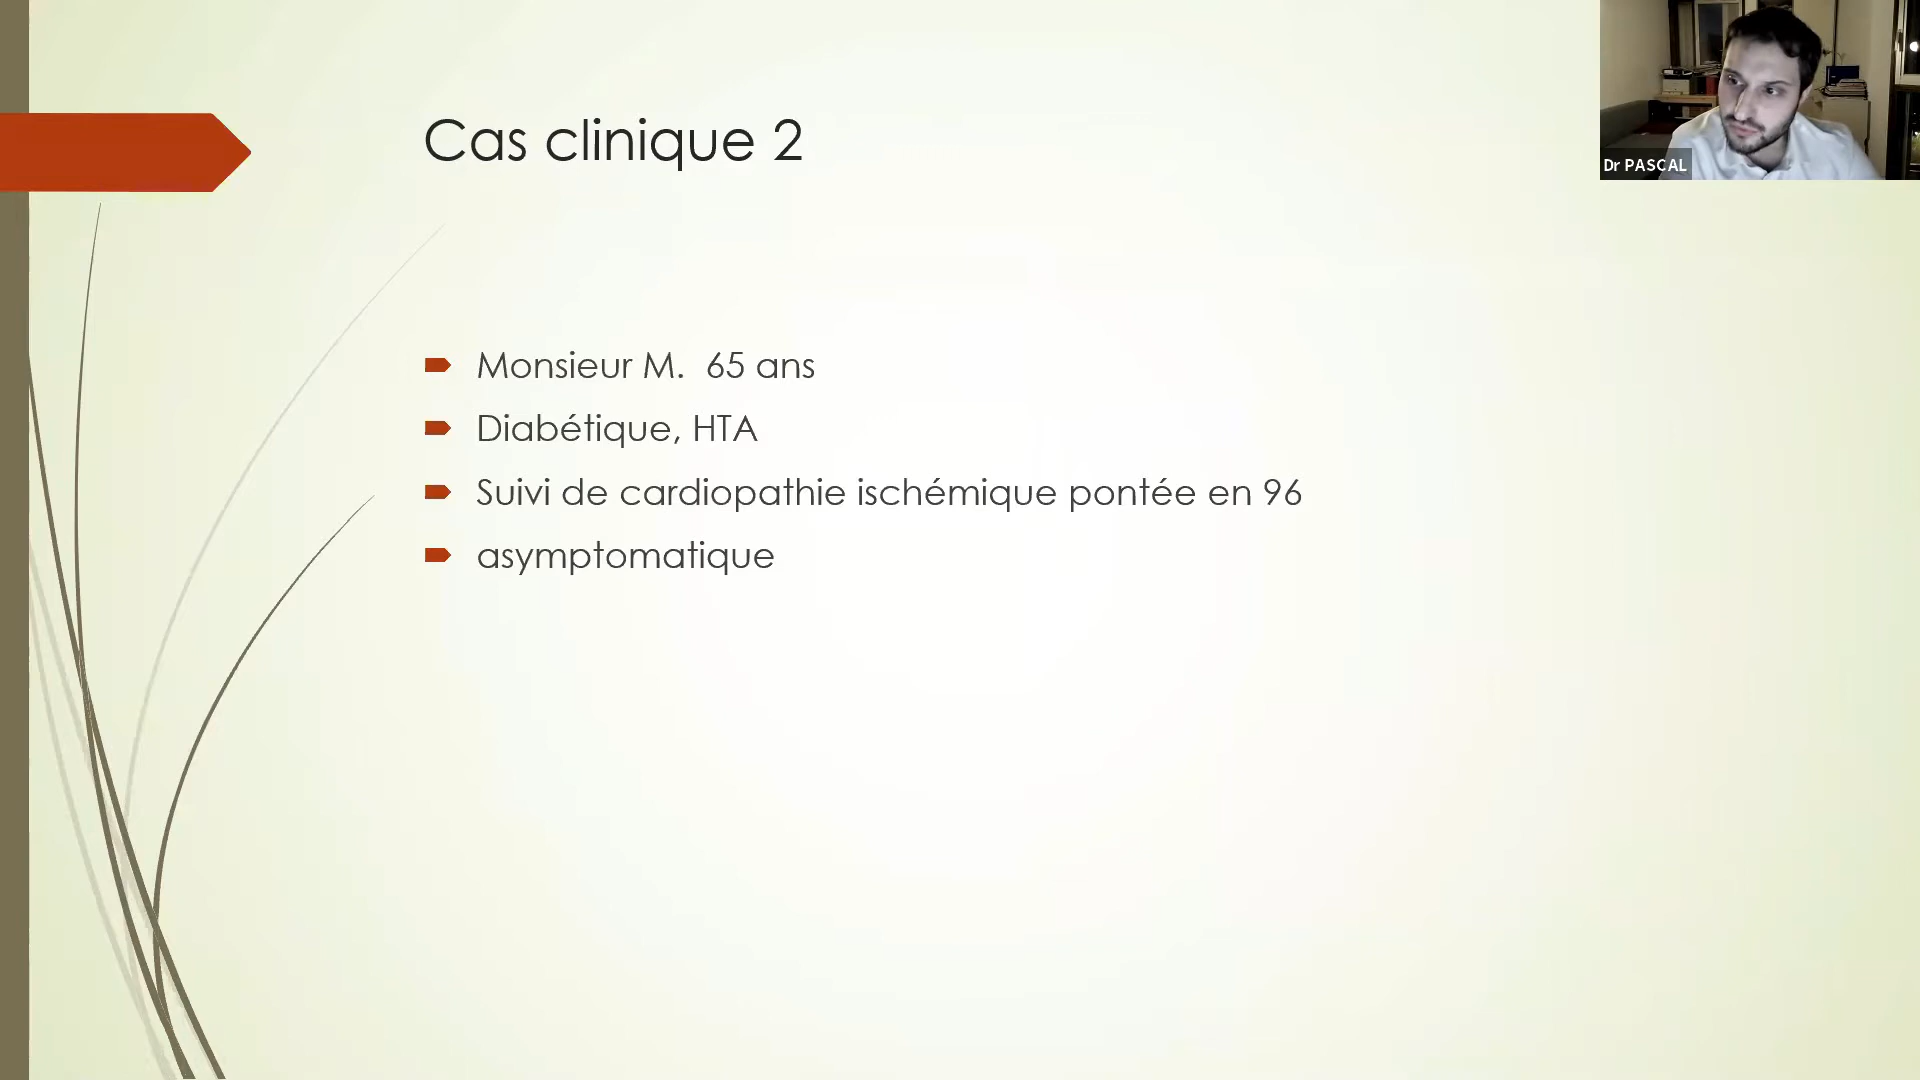 Cas clinique 2
Monsieur M. 65 ans
Diabétique, HTA
Suivi de cardiopathie ischémique pontée en 96
asymptomatique
Dr PASCAL